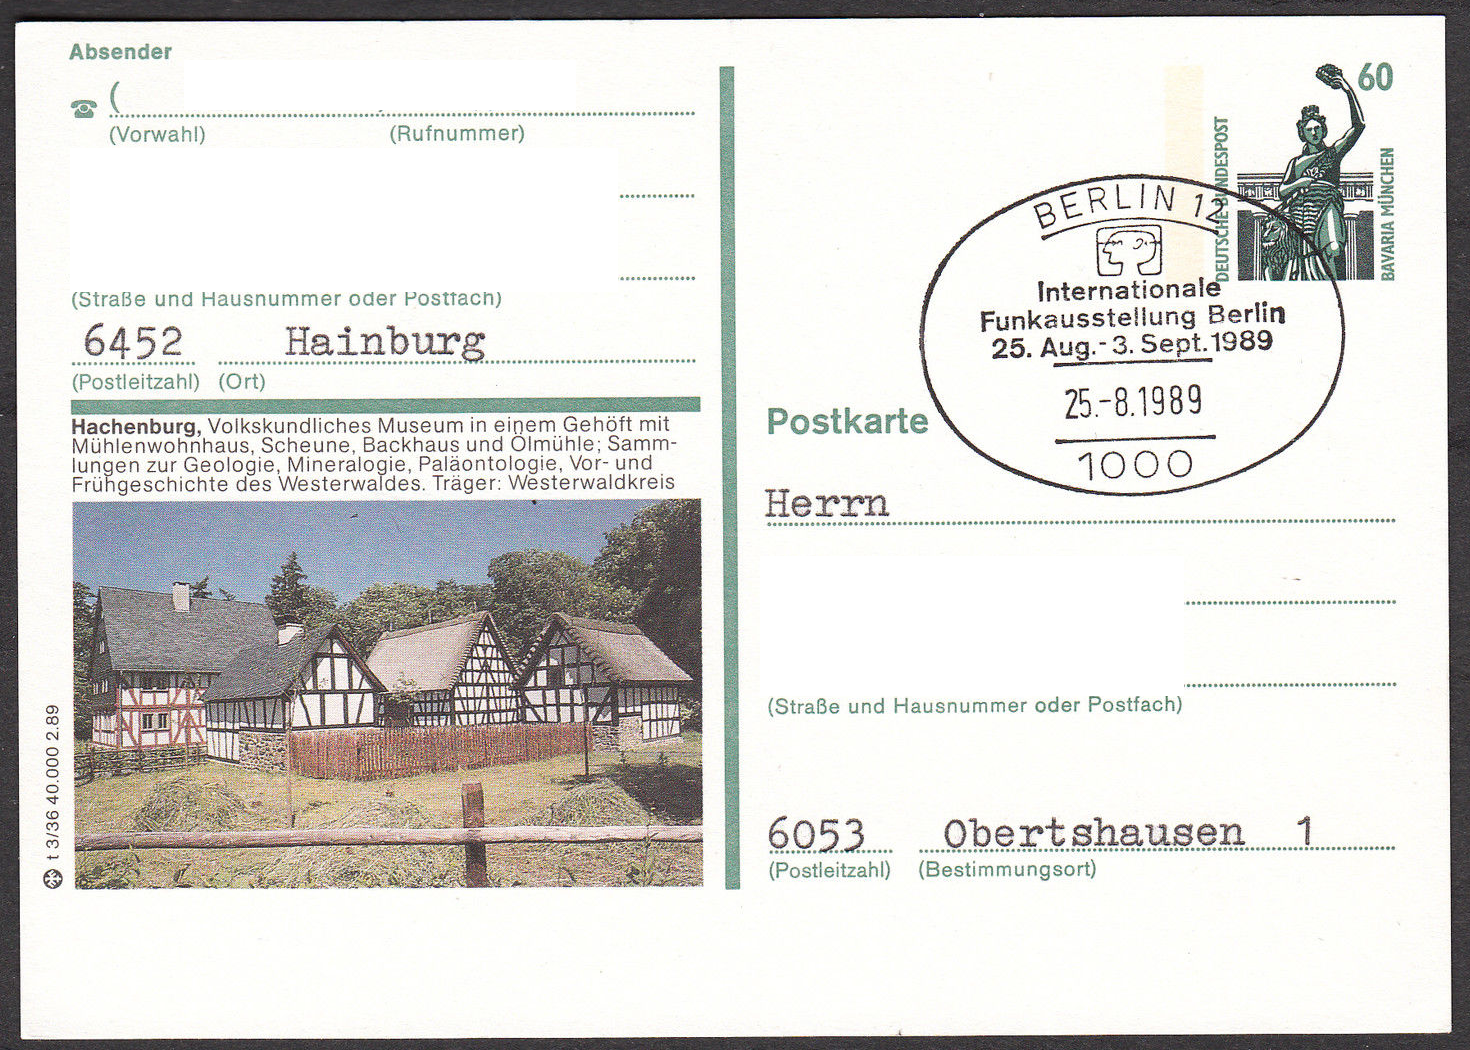 Absender
(
(Vorwahl) (Rufnummer)
(Straße und Hausnummer oder Postfach)
6452 Hainburg
(Postleitzahl) (Ort)
Hachenburg, Volkskundliches Museum in einem Gehöft mit
Mühlenwohnhaus, Scheune, Backhaus und Ölmühle; Samm-
lungen zur Geologie, Mineralogie, Paläontologie, Vor- und
Frühgeschichte des Westerwaldes. Träger: Westerwaldkreis
t 3/36 40.000 2.89
60
DEUTSCHE BUNDESPOST
BAVARIA MÜNCHEN
BERLIN 12
Internationale
Funkausstellung Berlin
25. Aug.-3. Sept. 1989
25.-8.1989
1000
Postkarte
Herrn
(Straße und Hausnummer oder Postfach)
6053 Obertshausen 1
(Postleitzahl) (Bestimmungsort)